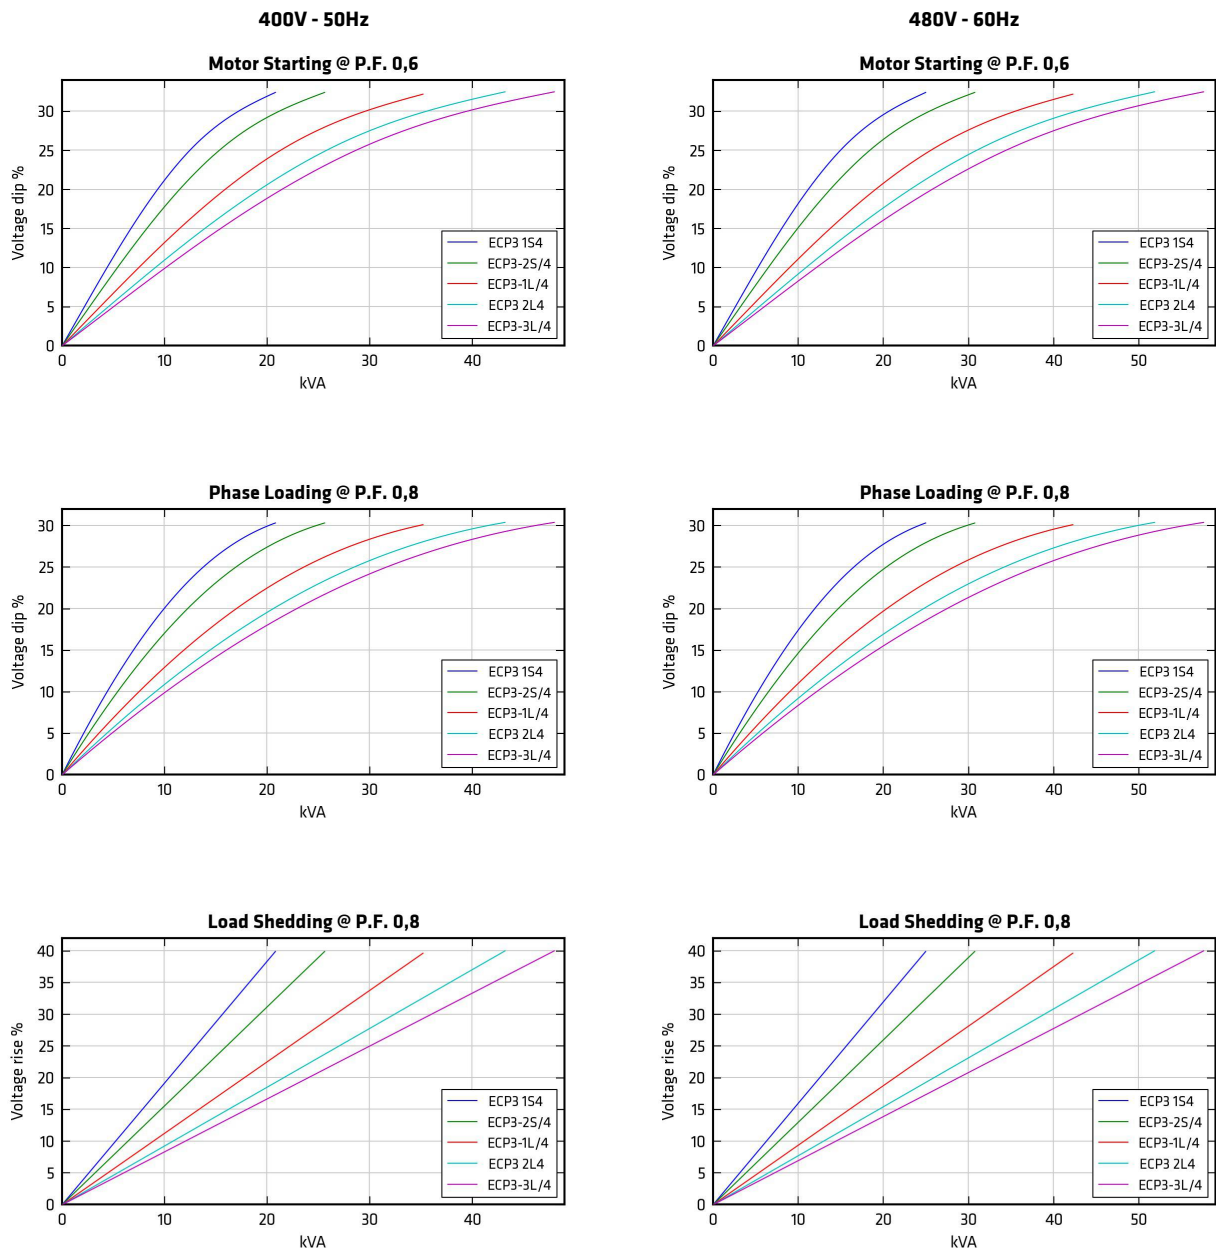 400V - 50Hz
480V - 60Hz
Motor Starting @ P.F. 0,6
Voltage dip %
30
25
20
15
10
5
0
0 10 20 30 40
kVA
ECP3 1S4
ECP3-2S/4
ECP3-1L/4
ECP3 2L4
ECP3-3L/4
Motor Starting @ P.F. 0,6
Voltage dip %
30
25
20
15
10
5
0
0 10 20 30 40 50
kVA
ECP3 1S4
ECP3-2S/4
ECP3-1L/4
ECP3 2L4
ECP3-3L/4
Phase Loading @ P.F. 0,8
Voltage dip %
30
25
20
15
10
5
0
0 10 20 30 40
kVA
ECP3 1S4
ECP3-2S/4
ECP3-1L/4
ECP3 2L4
ECP3-3L/4
Phase Loading @ P.F. 0,8
Voltage dip %
30
25
20
15
10
5
0
0 10 20 30 40 50
kVA
ECP3 1S4
ECP3-2S/4
ECP3-1L/4
ECP3 2L4
ECP3-3L/4
Load Shedding @ P.F. 0,8
Voltage rise %
40
35
30
25
20
15
10
5
0
0 10 20 30 40
kVA
ECP3 1S4
ECP3-2S/4
ECP3-1L/4
ECP3 2L4
ECP3-3L/4
Load Shedding @ P.F. 0,8
Voltage rise %
40
35
30
25
20
15
10
5
0
0 10 20 30 40 50
kVA
ECP3 1S4
ECP3-2S/4
ECP3-1L/4
ECP3 2L4
ECP3-3L/4